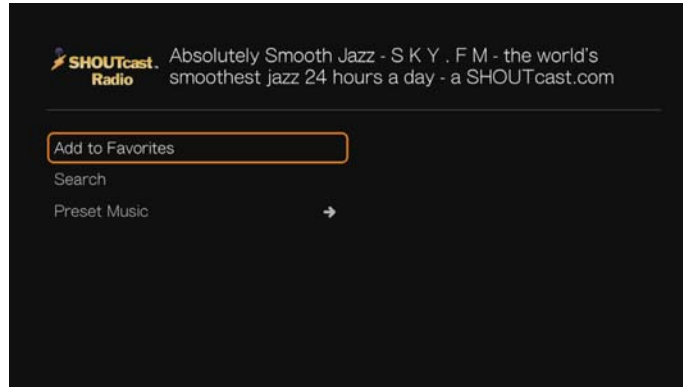 SHOUTcast.
Radio
Absolutely Smooth Jazz - S K Y . F M - the world's
smoothest jazz 24 hours a day - a SHOUTcast.com
Add to Favorites
Search
Preset Music